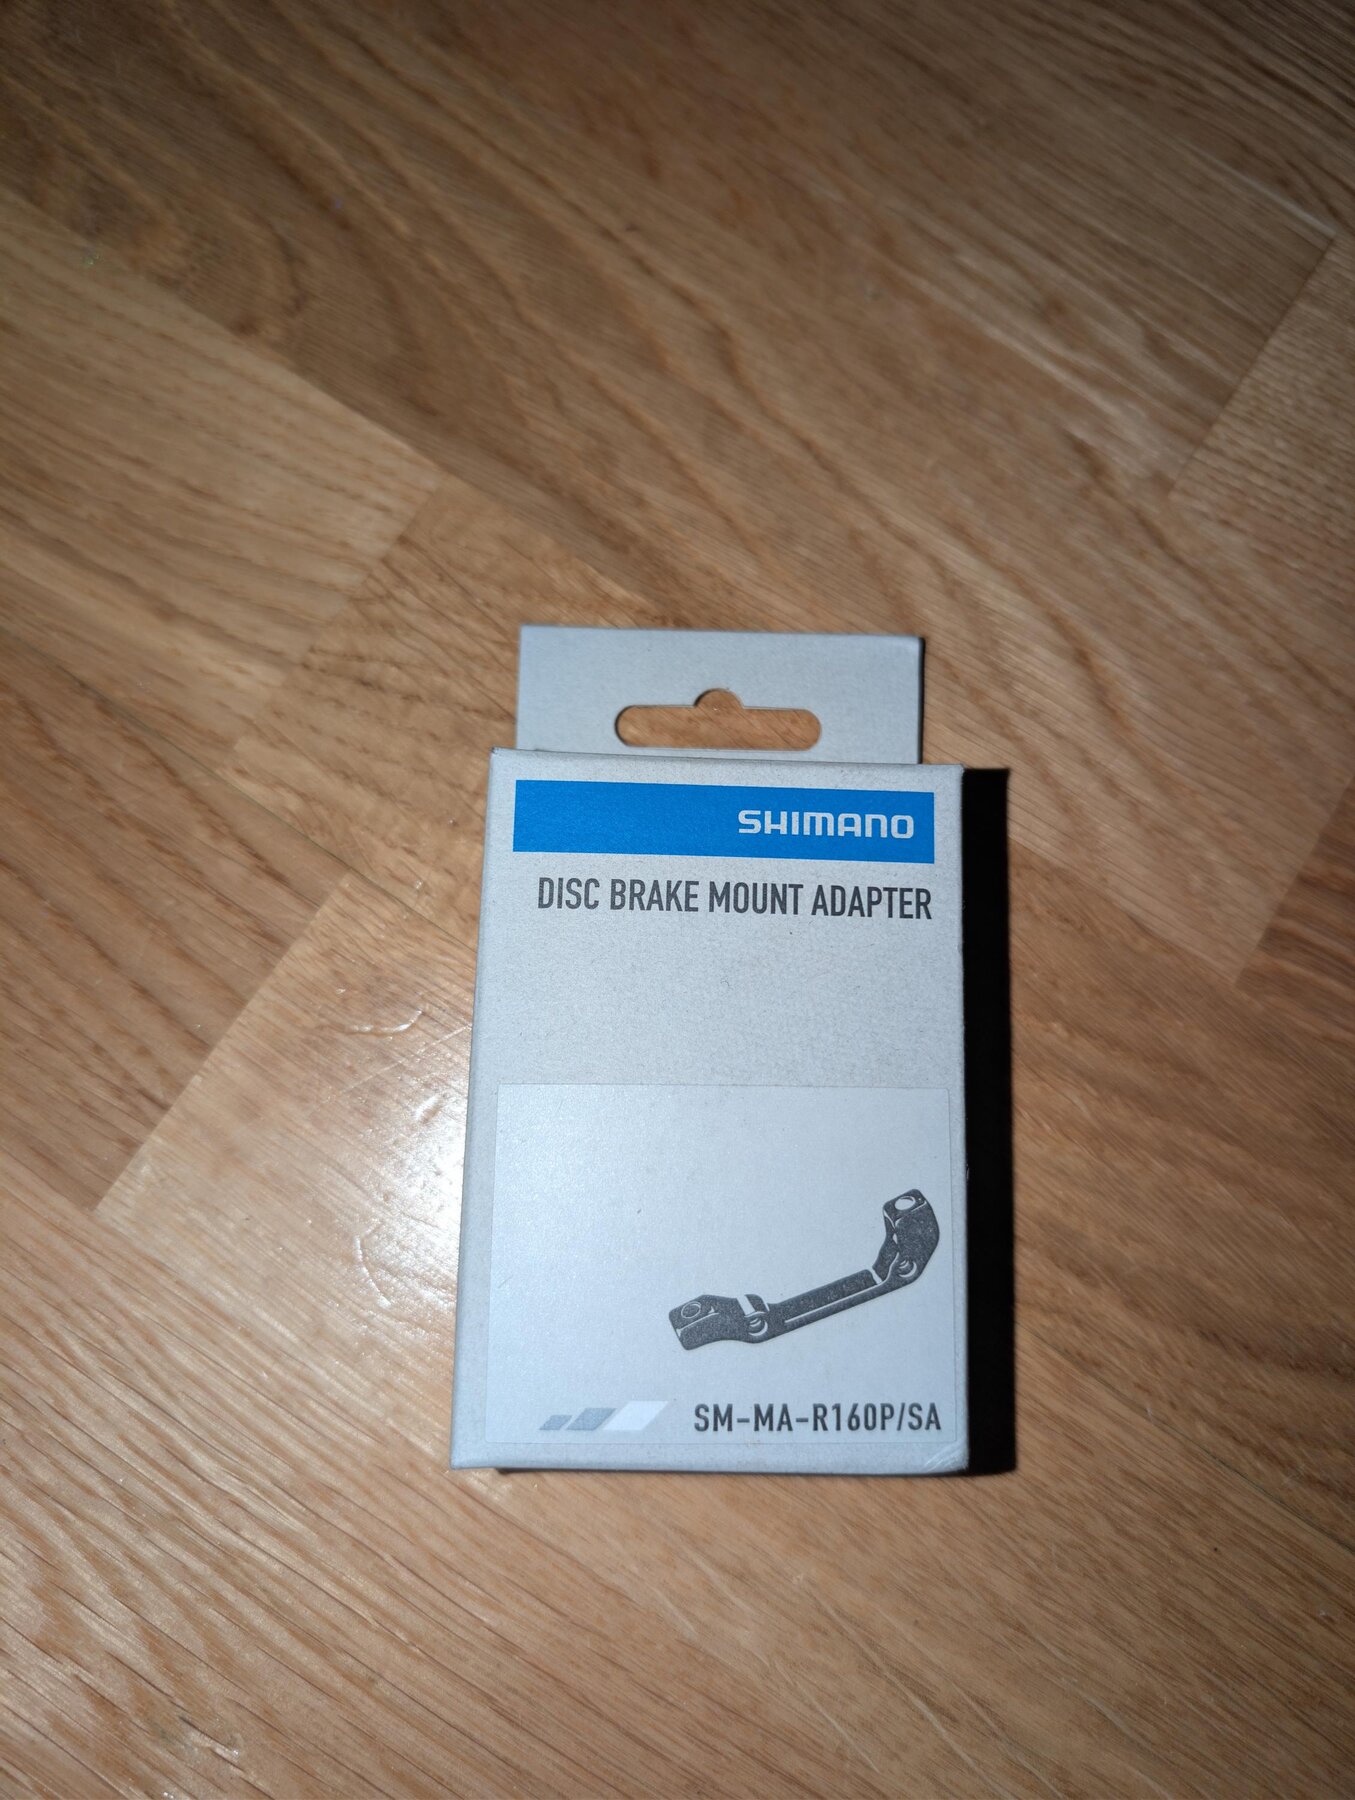 SHIMANO
DISC BRAKE MOUNT ADAPTER
SM-MA-R160P/SA